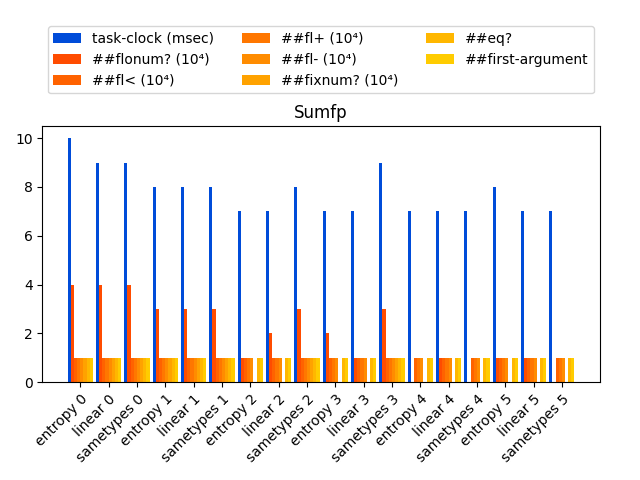 task-clock (msec) ##fl+ (10⁴) ##eq?
##flonum? (10⁴) ##fl- (10⁴) ##first-argument
##fl< (10⁴) ##fixnum? (10⁴)
Sumfp
10
8
6
4
2
0
entropy 0
linear 0
sametypes 0
entropy 1
linear 1
sametypes 1
entropy 2
linear 2
sametypes 2
entropy 3
linear 3
sametypes 3
entropy 4
linear 4
sametypes 4
entropy 5
linear 5
sametypes 5